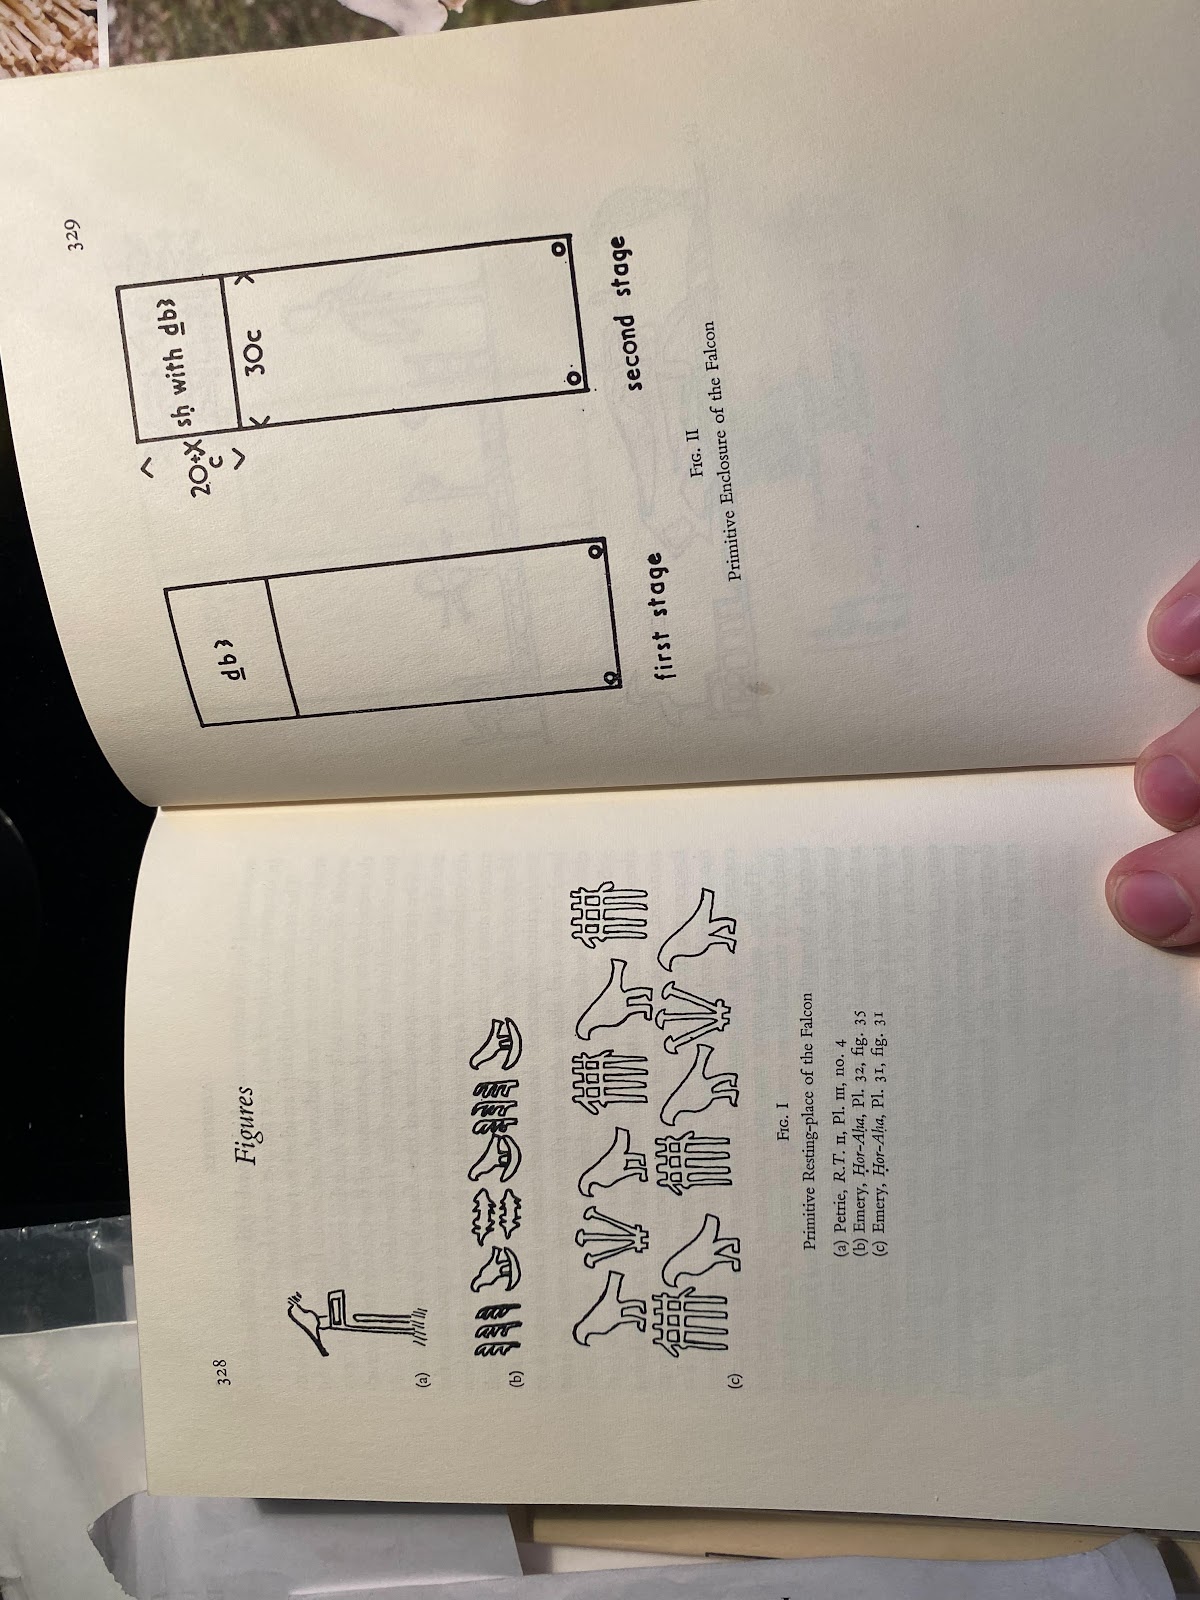 328
Figures
(a)
(b)
(c)
FIG. I
Primitive Resting-place of the Falcon
(a) Petrie, R.T. II, Pl. III, no. 4
(b) Emery, Ḥor-Aḥa, Pl. 32, fig. 35
(c) Emery, Ḥor-Aḥa, Pl. 31, fig. 31
329
ḏbꜣ
first stage
sḥ with ḏbꜣ
20+X
c
30c
second stage
FIG. II
Primitive Enclosure of the Falcon